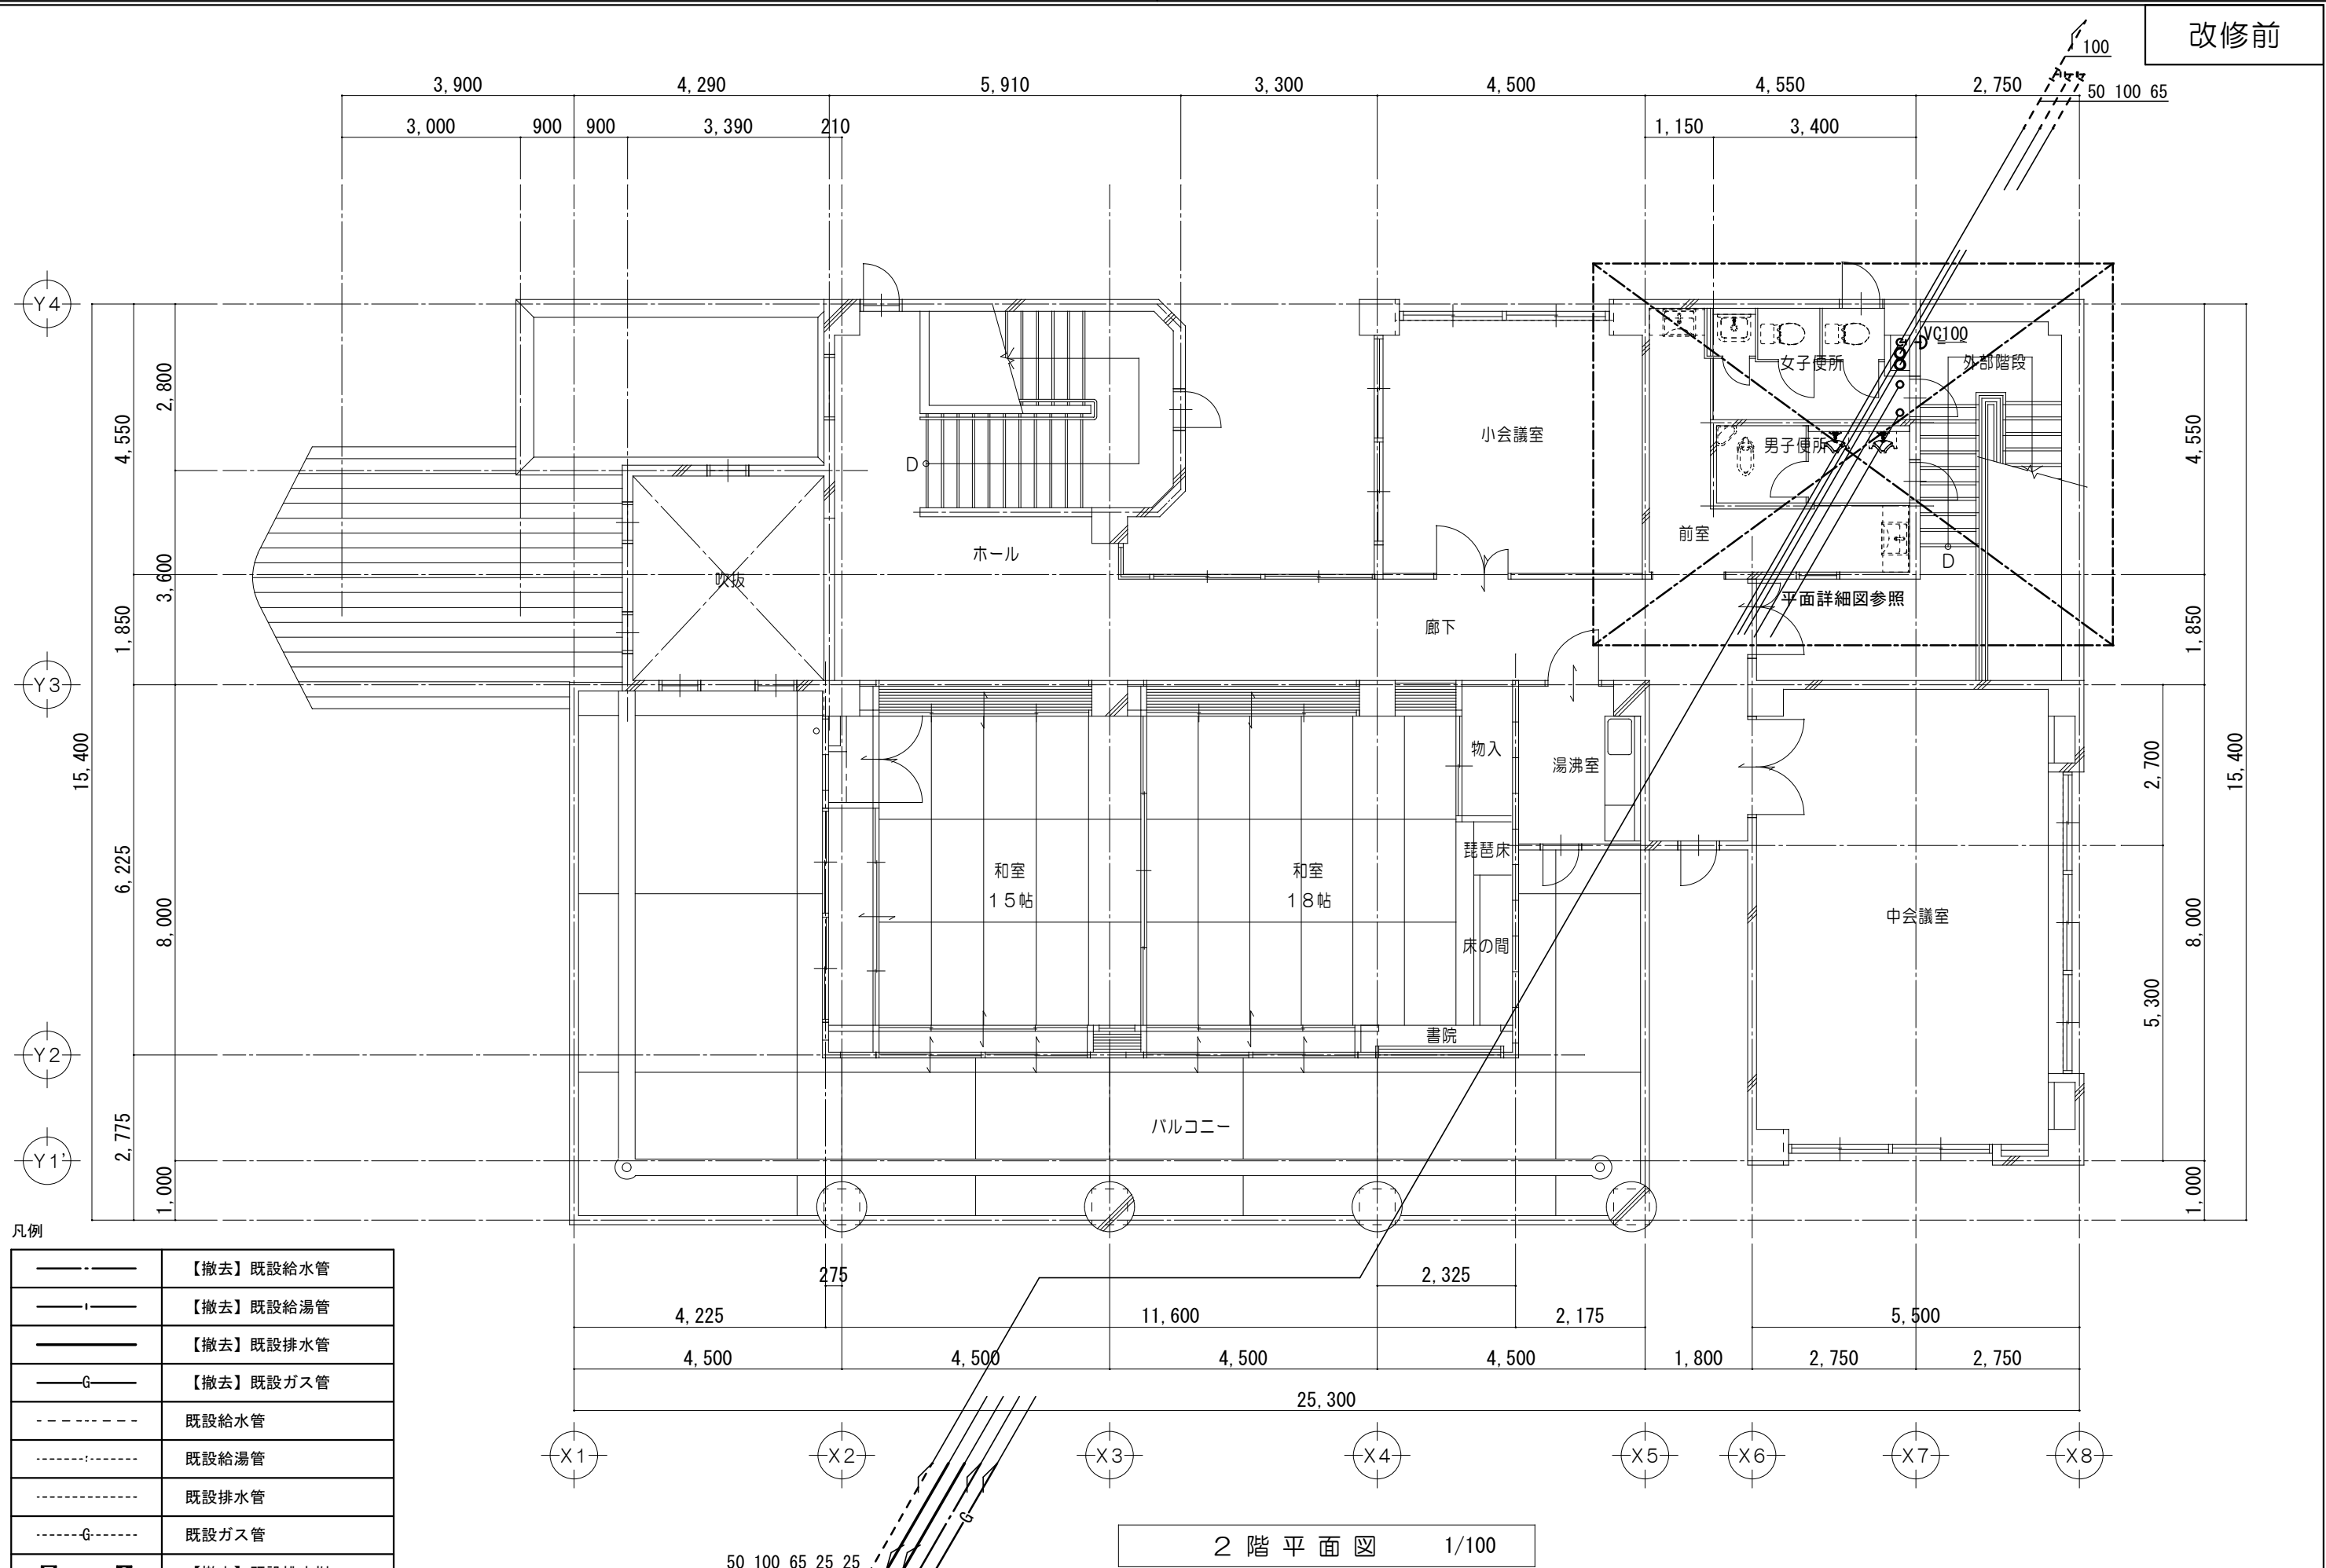 改修前
100
50 100 65
3,900 4,290 5,910 3,300 4,500 4,550 2,750
3,000 900 900 3,390 210 1,150 3,400
Y4
Y3
Y2
Y1'
2,800
4,550
3,600
1,850
15,400
6,225
8,000
2,775
1,000
4,550
1,850
2,700
15,400
8,000
5,300
1,000
VC100
女子便所
外部階段
小会議室
男子便所
D
前室
ホール
D
吹抜
平面詳細図参照
廊下
物入
湯沸室
琵琶床
和室
15帖
和室
18帖
中会議室
床の間
書院
バルコニー
275 2,325
4,225 11,600 2,175 5,500
4,500 4,500 4,500 4,500 1,800 2,750 2,750
25,300
X1 X2 X3 X4 X5 X6 X7 X8
G
50 100 65 25 25
2階平面図 1/100
凡例
【撤去】既設給水管
【撤去】既設給湯管
【撤去】既設排水管
G 【撤去】既設ガス管
既設給水管
既設給湯管
既設排水管
G 既設ガス管